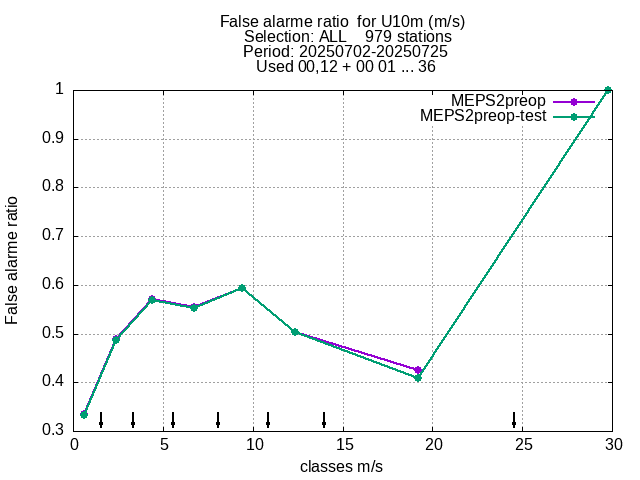 False alarme ratio  for U10m (m/s)
Selection: ALL    979 stations
Period: 20250702-20250725
Used 00,12 + 00 01 ... 36
MEPS2preop
MEPS2preop-test
1
0.9
0.8
0.7
0.6
0.5
0.4
0.3
False alarme ratio
0 5 10 15 20 25 30
classes m/s